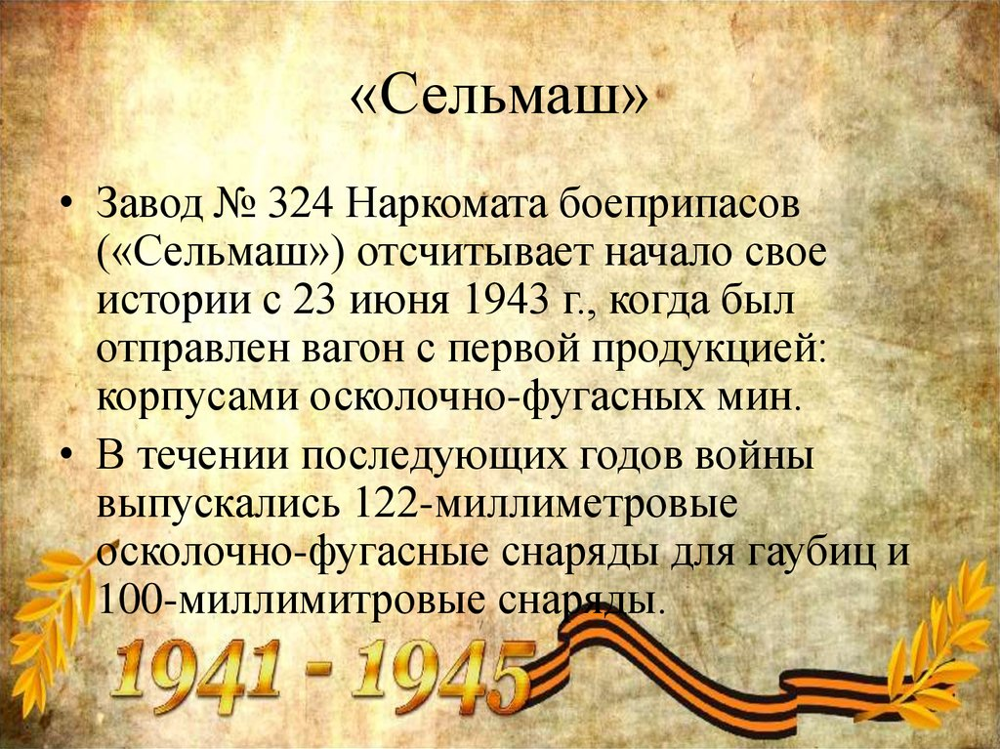 «Сельмаш»
• Завод № 324 Наркомата боеприпасов
(«Сельмаш») отсчитывает начало свое
истории с 23 июня 1943 г., когда был
отправлен вагон с первой продукцией:
корпусами осколочно-фугасных мин.
• В течении последующих годов войны
выпускались 122-миллиметровые
осколочно-фугасные снаряды для гаубиц и
100-миллимитровые снаряды.
1941 - 1945